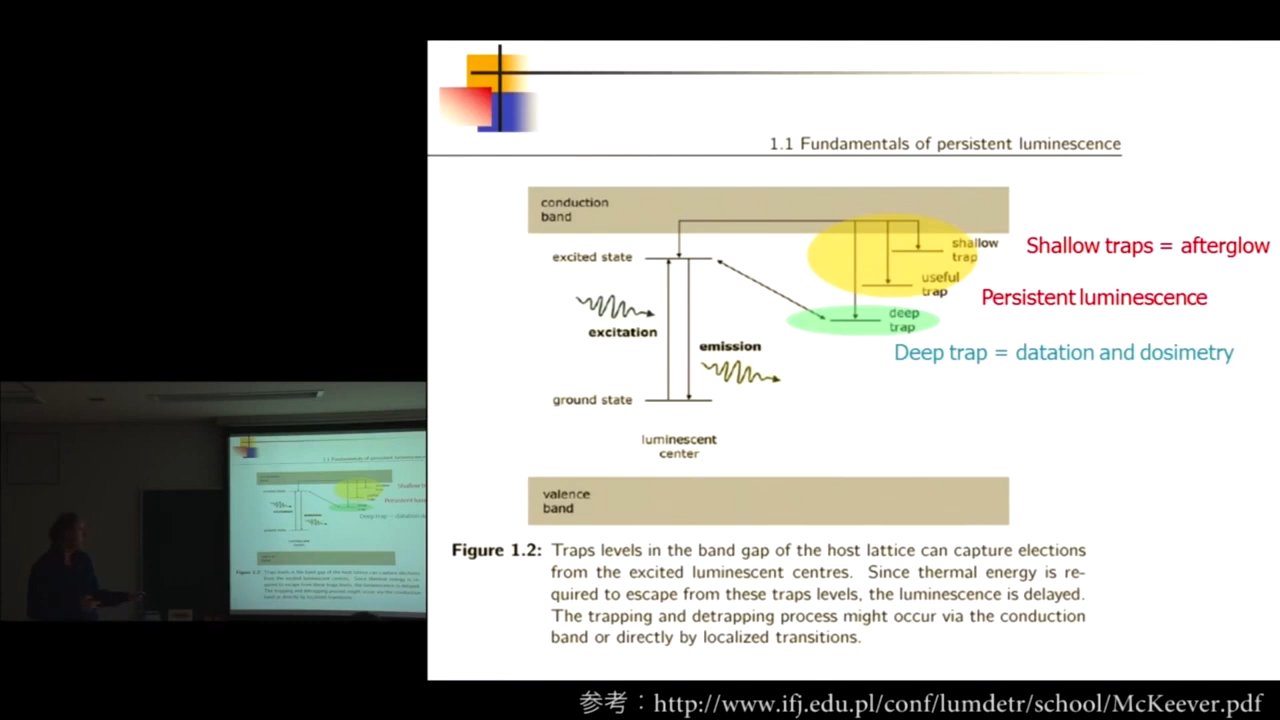 1.1 Fundamentals of persistent luminescence
conduction
band
excited state
shallow
trap
Shallow traps = afterglow
useful
trap
Persistent luminescence
excitation
deep
trap
emission
Deep trap = datation and dosimetry
ground state
luminescent
center
valence
band
Figure 1.2: Traps levels in the band gap of the host lattice can capture elections
from the excited luminescent centres. Since thermal energy is re-
quired to escape from these traps levels, the luminescence is delayed.
The trapping and detrapping process might occur via the conduction
band or directly by localized transitions.
参考：http://www.ifj.edu.pl/conf/lumdetr/school/McKeever.pdf